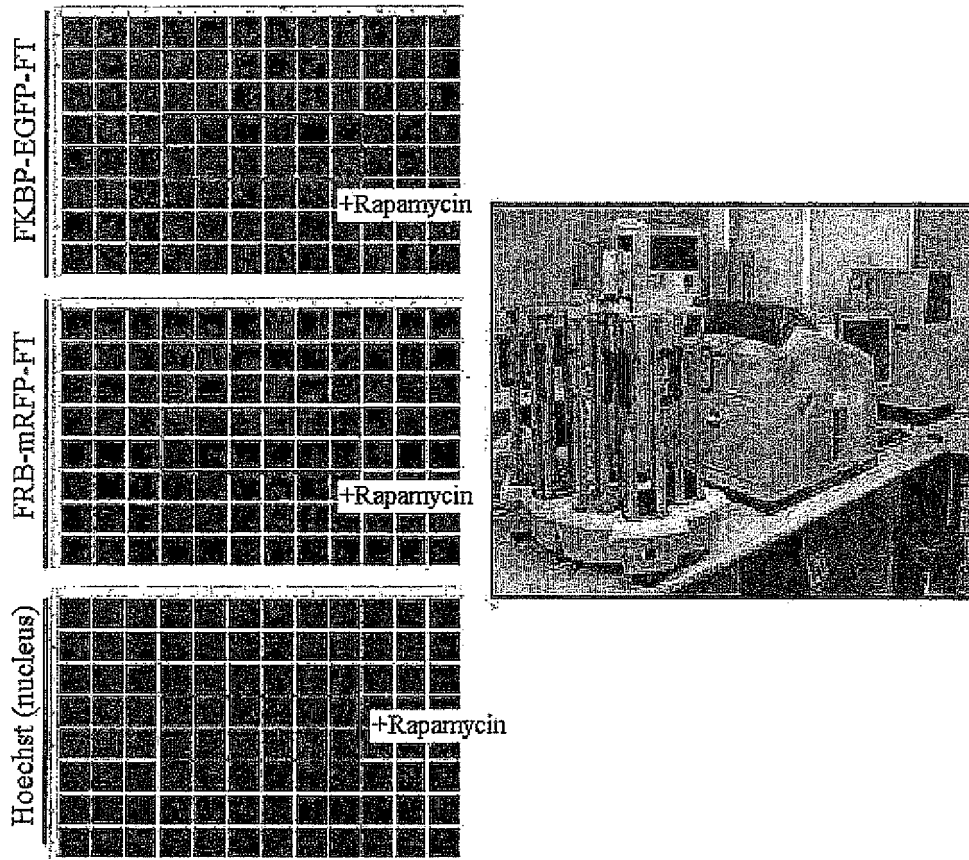 FKBP-EGFP-FT
+Rapamycin
FRB-mRFP-FT
+Rapamycin
Hoechst (nucleus)
+Rapamycin